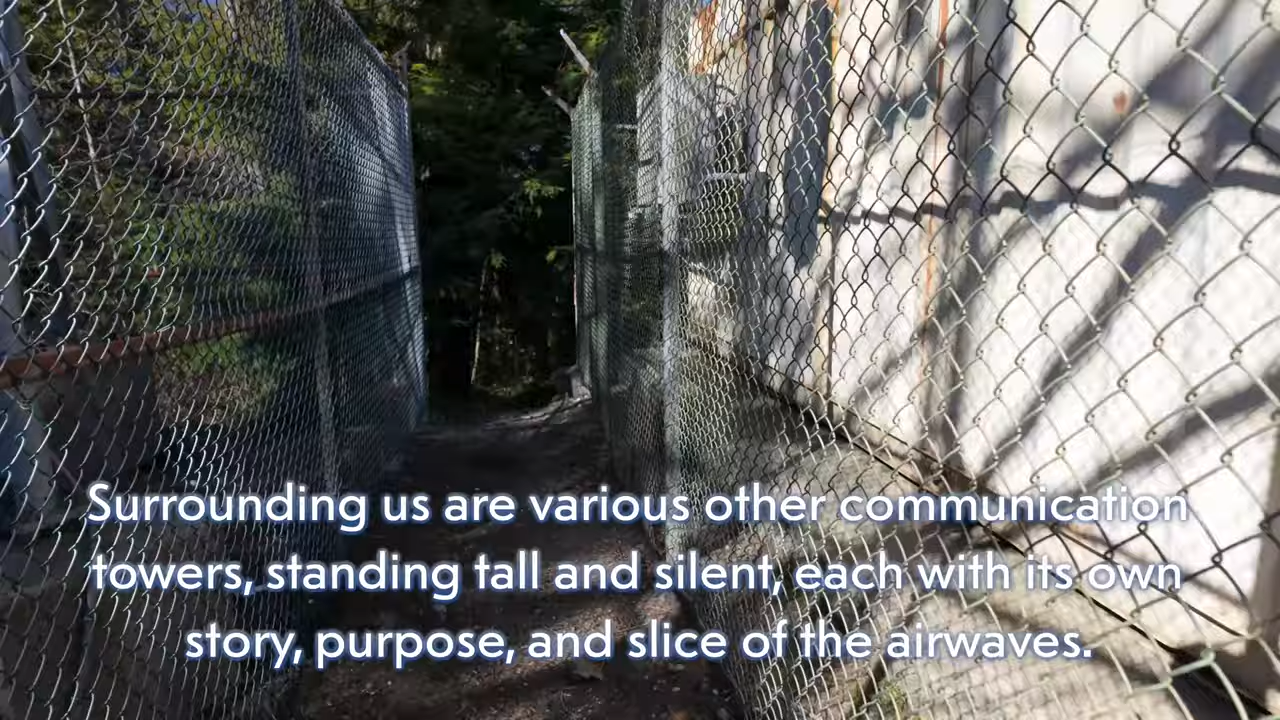 Surrounding us are various other communication
towers, standing tall and silent, each with its own
story, purpose, and slice of the airwaves.